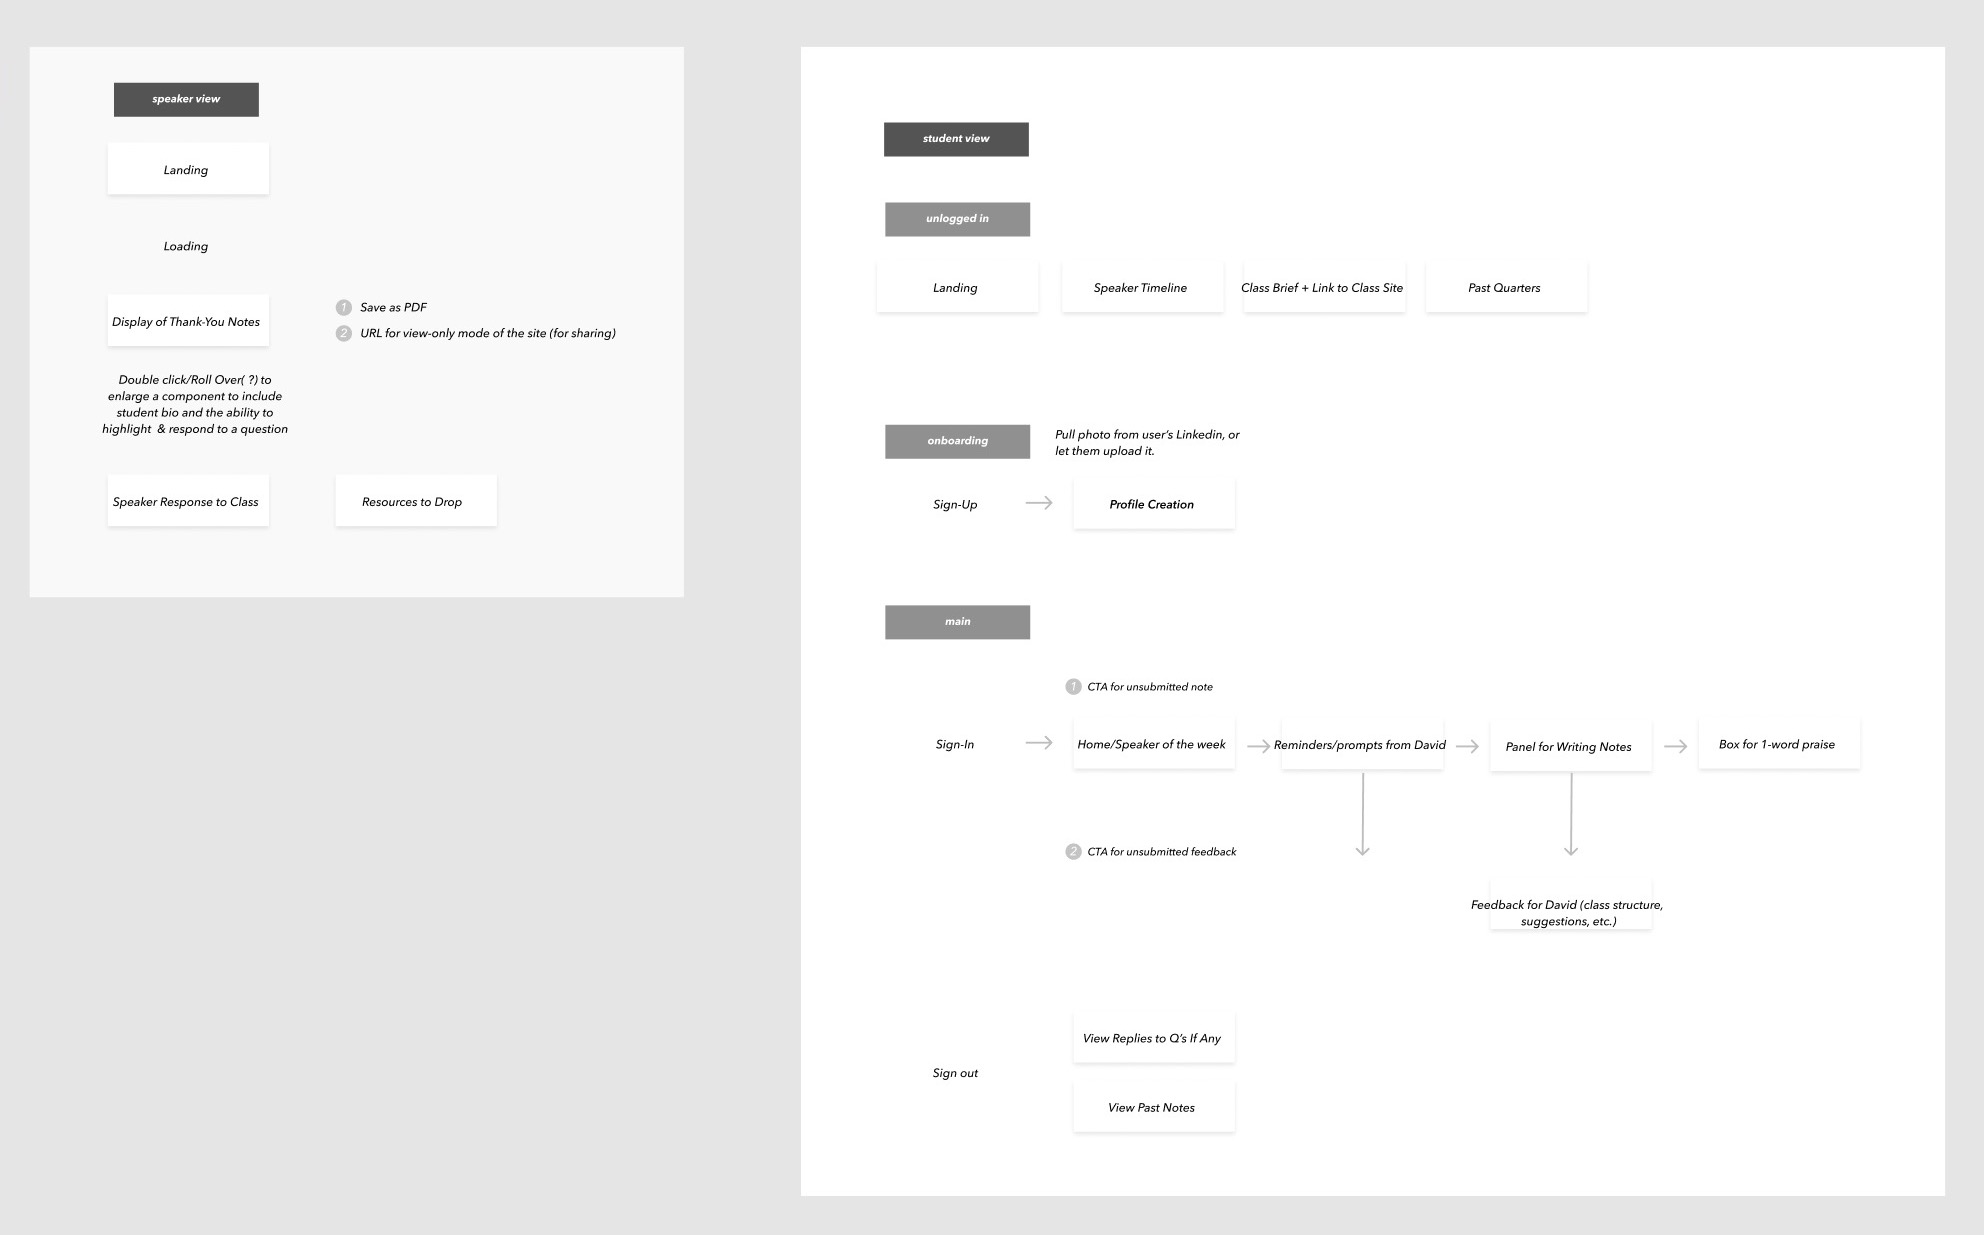 speaker view
Landing
Loading
Display of Thank-You Notes
1 Save as PDF
2 URL for view-only mode of the site (for sharing)
Double click/Roll Over( ?) to
enlarge a component to include
student bio and the ability to
highlight & respond to a question
Speaker Response to Class
Resources to Drop
student view
unlogged in
Landing
Speaker Timeline
Class Brief + Link to Class Site
Past Quarters
onboarding
Pull photo from user's Linkedin, or
let them upload it.
Sign-Up
Profile Creation
main
1 CTA for unsubmitted note
Sign-In
Home/Speaker of the week
Reminders/prompts from David
Panel for Writing Notes
Box for 1-word praise
2 CTA for unsubmitted feedback
Feedback for David (class structure,
suggestions, etc.)
View Replies to Q's If Any
Sign out
View Past Notes